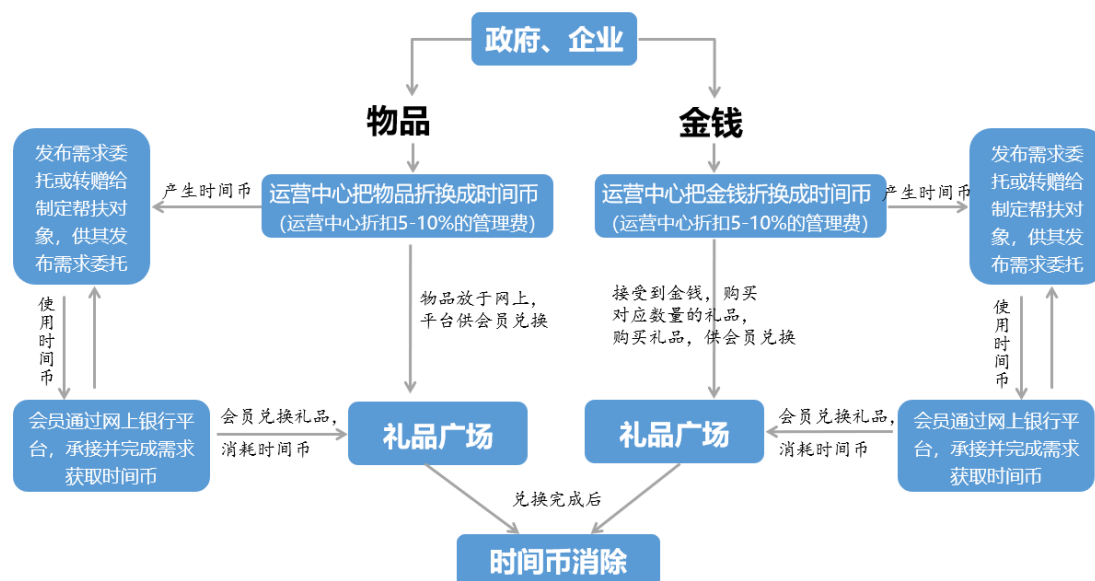 政府、企业
物品
金钱
发布需求委
托或转赠给
制定帮扶对
象，供其发
布需求委托
产生时间币
运营中心把物品折换成时间币
（运营中心折扣5-10%的管理费）
运营中心把金钱折换成时间币
（运营中心折扣5-10%的管理费）
产生时间币
发布需求委
托或转赠给
制定帮扶对
象，供其发
布需求委托
使用时间币
物品放于网上，
平台供会员兑换
接受到金钱，购买
对应数量的礼品，
购买礼品，供会员兑换
使用时间币
会员通过网上银行平
台，承接并完成需求
获取时间币
会员兑换礼品，
消耗时间币
礼品广场
礼品广场
会员兑换礼品，
消耗时间币
会员通过网上银行平
台，承接并完成需求
获取时间币
兑换完成后
时间币消除